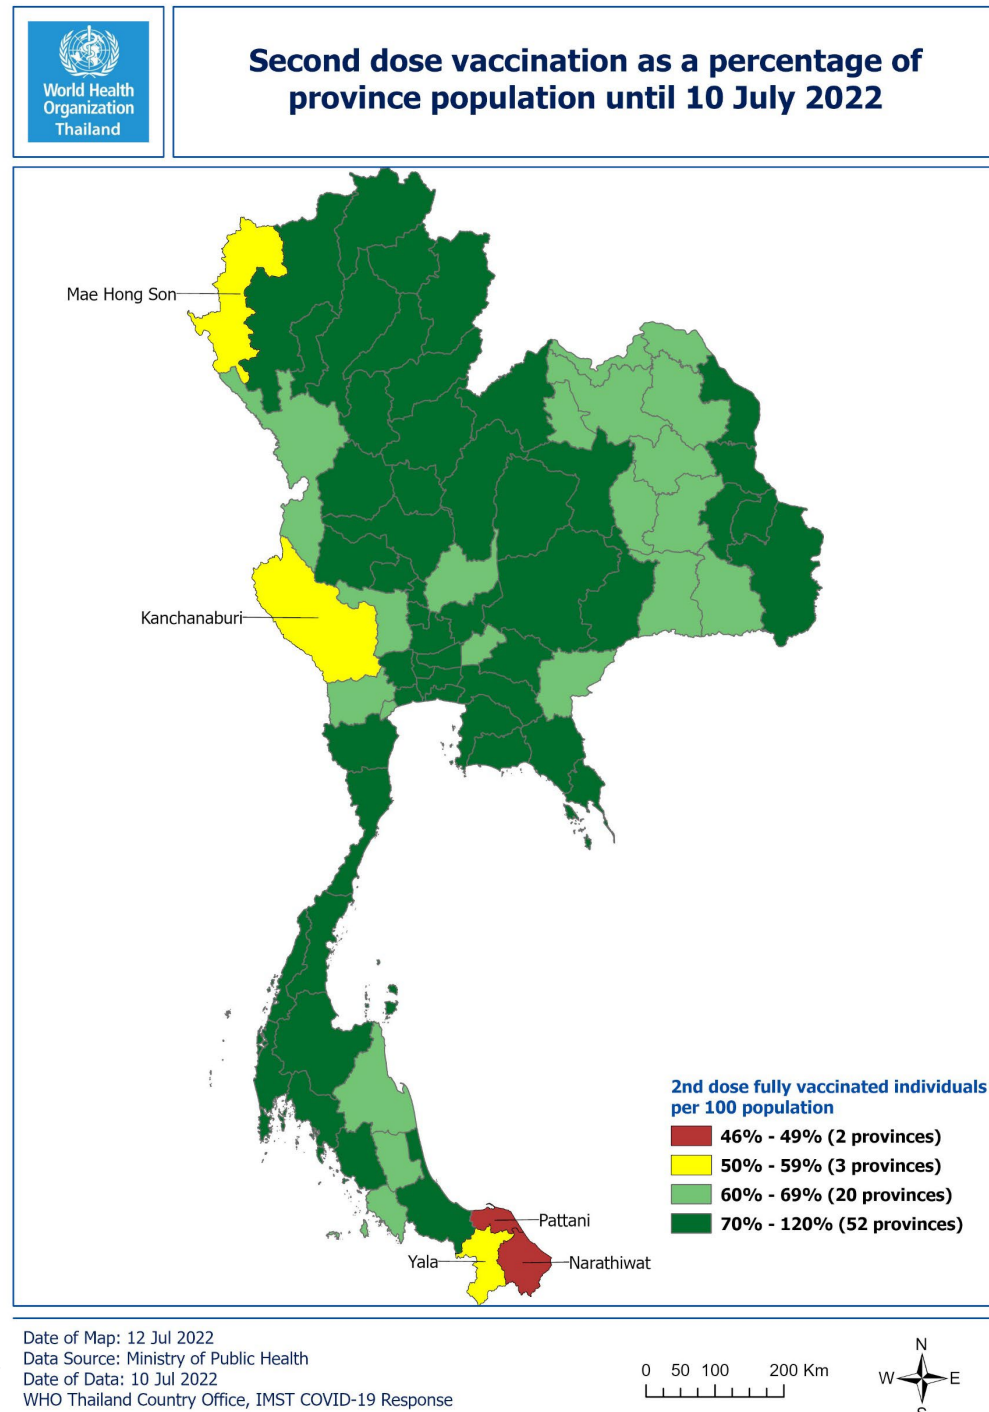 World Health
Organization
Thailand
Second dose vaccination as a percentage of
province population until 10 July 2022
Mae Hong Son
Kanchanaburi
2nd dose fully vaccinated individuals
per 100 population
46% - 49% (2 provinces)
50% - 59% (3 provinces)
60% - 69% (20 provinces)
70% - 120% (52 provinces)
Pattani
Yala
Narathiwat
Date of Map: 12 Jul 2022
Data Source: Ministry of Public Health
Date of Data: 10 Jul 2022
WHO Thailand Country Office, IMST COVID-19 Response
0 50 100 200 Km
N
W E
S